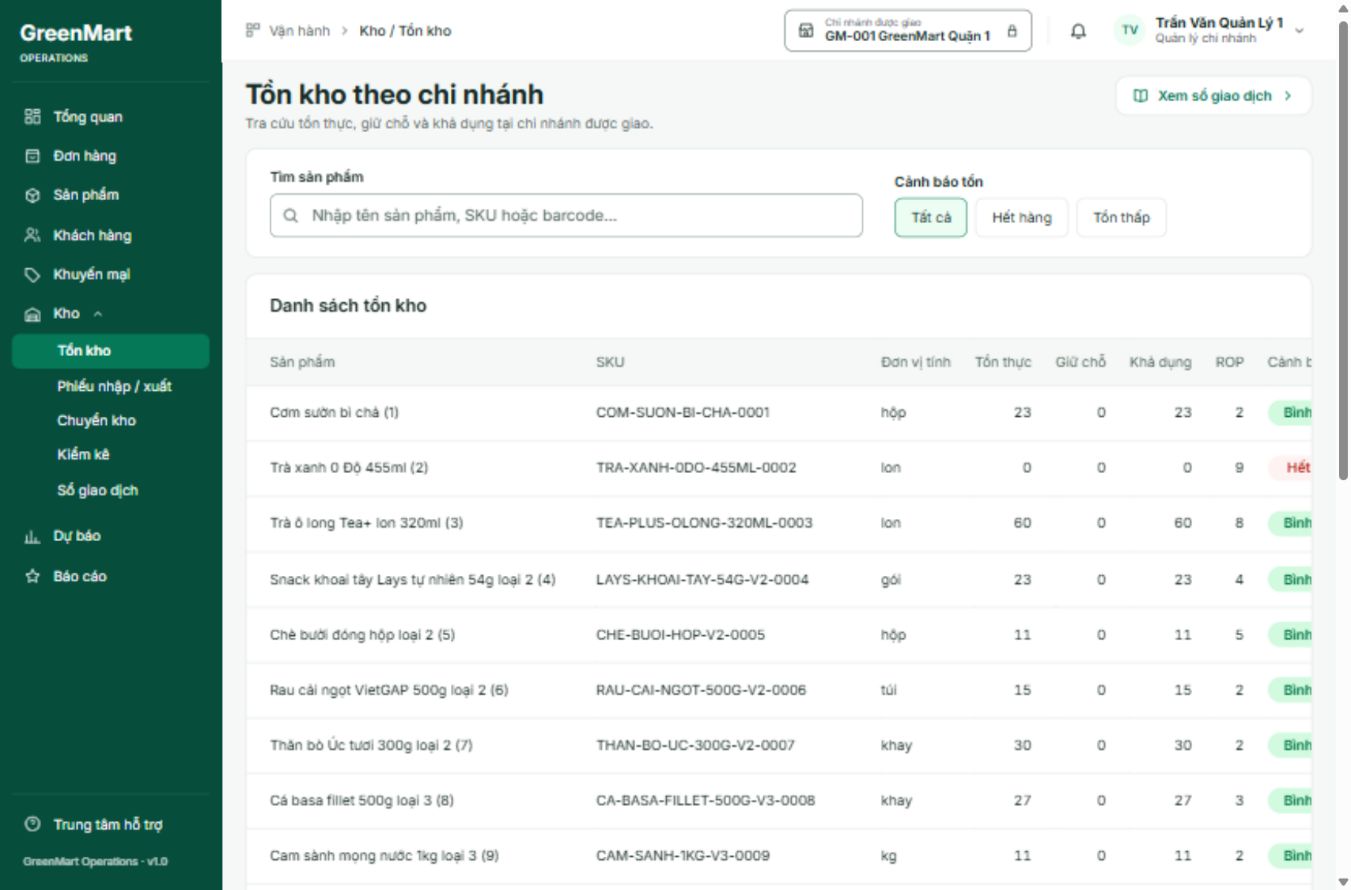 GreenMart
OPERATIONS
Tổng quan
Đơn hàng
Sản phẩm
Khách hàng
Khuyến mại
Kho
Tồn kho
Phiếu nhập / xuất
Chuyển kho
Kiểm kê
Sổ giao dịch
Dự báo
Báo cáo
Trung tâm hỗ trợ
GreenMart Operations - v1.0
Vận hành > Kho / Tồn kho
Chi nhánh được giao
GM-001 GreenMart Quận 1
TV
Trần Văn Quản Lý 1
Quản lý chi nhánh
Tồn kho theo chi nhánh
Tra cứu tồn thực, giữ chỗ và khả dụng tại chi nhánh được giao.
Xem sổ giao dịch
Tìm sản phẩm
Nhập tên sản phẩm, SKU hoặc barcode...
Cảnh báo tồn
Tất cả Hết hàng Tồn thấp
Danh sách tồn kho
Sản phẩm SKU Đơn vị tính Tồn thực Giữ chỗ Khả dụng ROP Cảnh
Cơm sườn bì chả (1) COM-SUON-BI-CHA-0001 hộp 23 0 23 2 Bình
Trà xanh 0 Độ 455ml (2) TRA-XANH-0DO-455ML-0002 lon 0 0 0 9 Hết
Trà ô long Tea+ lon 320ml (3) TEA-PLUS-OLONG-320ML-0003 lon 60 0 60 8 Bình
Snack khoai tây Lays tự nhiên 54g loại 2 (4) LAYS-KHOAI-TAY-54G-V2-0004 gói 23 0 23 4 Bình
Chè bưởi đóng hộp loại 2 (5) CHE-BUOI-HOP-V2-0005 hộp 11 0 11 5 Bình
Rau cải ngọt VietGAP 500g loại 2 (6) RAU-CAI-NGOT-500G-V2-0006 túi 15 0 15 2 Bình
Thăn bò Úc tươi 300g loại 2 (7) THAN-BO-UC-300G-V2-0007 khay 30 0 30 2 Bình
Cá basa fillet 500g loại 3 (8) CA-BASA-FILLET-500G-V3-0008 khay 27 0 27 3 Bình
Cam sành mọng nước 1kg loại 3 (9) CAM-SANH-1KG-V3-0009 kg 11 0 11 2 Bình